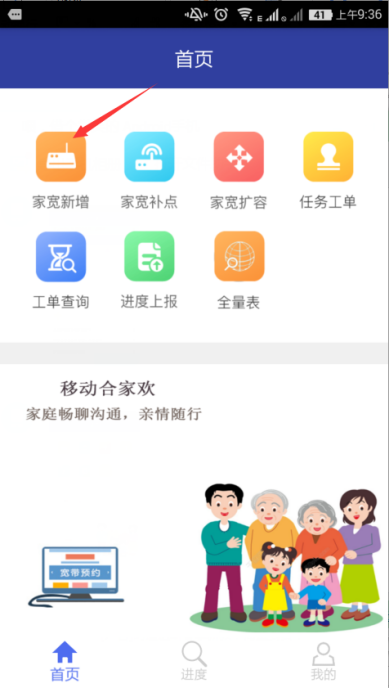 E 41 上午9:36
首页
家宽新增 家宽补点 家宽扩容 任务工单
工单查询 进度上报 全量表
移动合家欢
家庭畅聊沟通，亲情随行
宽带预约
首页 进度 我的